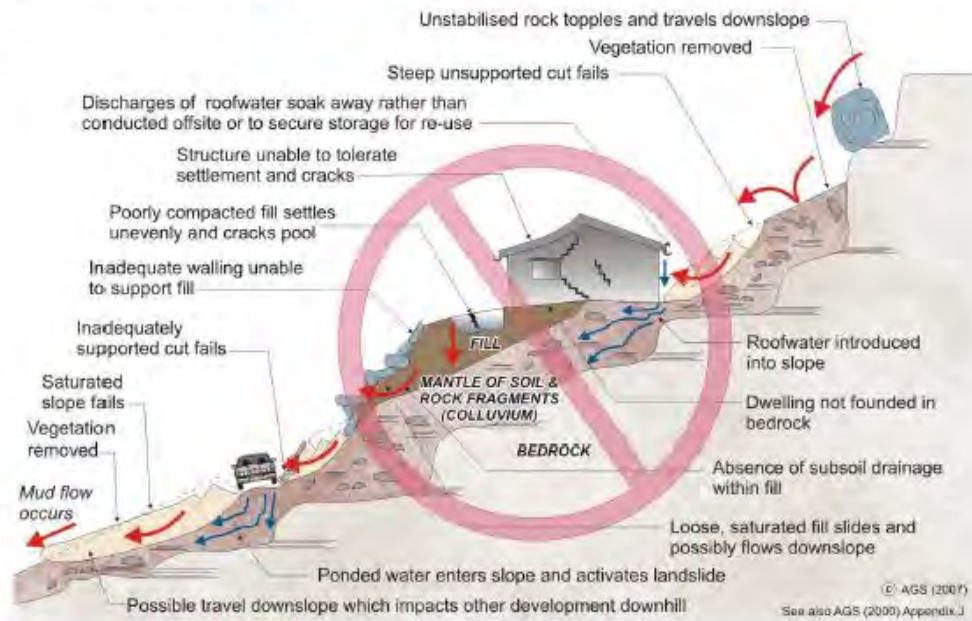 Unstabilised rock topples and travels downslope
Vegetation removed
Steep unsupported cut fails
Discharges of roofwater soak away rather than
conducted offsite or to secure storage for re-use
Structure unable to tolerate
settlement and cracks
Poorly compacted fill settles
unevenly and cracks pool
Inadequate walling unable
to support fill
Inadequately
supported cut fails
Saturated
slope fails
Vegetation
removed
Mud flow
occurs
FILL
MANTLE OF SOIL &
ROCK FRAGMENTS
(COLLUVIUM)
BEDROCK
Roofwater introduced
into slope
Dwelling not founded in
bedrock
Absence of subsoil drainage
within fill
Loose, saturated fill slides and
possibly flows downslope
Ponded water enters slope and activates landslide
Possible travel downslope which impacts other development downhill
© AGS (2007)
See also AGS (2000) Appendix J